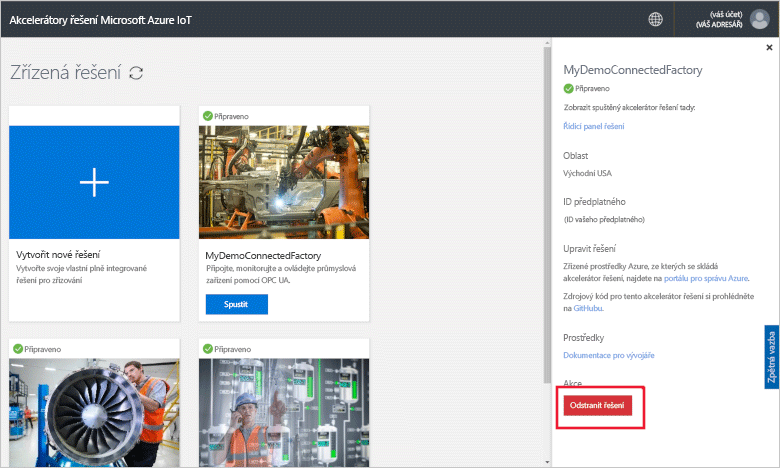 Akcelerátory řešení Microsoft Azure IoT
(váš účet)
(VÁŠ ADRESÁŘ)
Zřízená řešení
Vytvořit nové řešení
Vytvořte svoje vlastní plně integrované
řešení pro zřizování
Připraveno
MyDemoConnectedFactory
Připojte, monitorujte a ovládejte průmyslová
zařízení pomocí OPC UA.
Spustit
Připraveno
Připraveno
MyDemoConnectedFactory
Připraveno
Zobrazit spuštěný akcelerátor řešení tady:
Řídicí panel řešení
Oblast
Východní USA
ID předplatného
(ID vašeho předplatného)
Upravit řešení
Zřízené prostředky Azure, ze kterých se skládá
akcelerátor řešení, najdete na portálu pro správu Azure.
Zdrojový kód pro tento akcelerátor řešení si prohlédněte
na GitHubu.
Prostředky
Dokumentace pro vývojáře
Akce
Odstranit řešení
Zpětná vazba